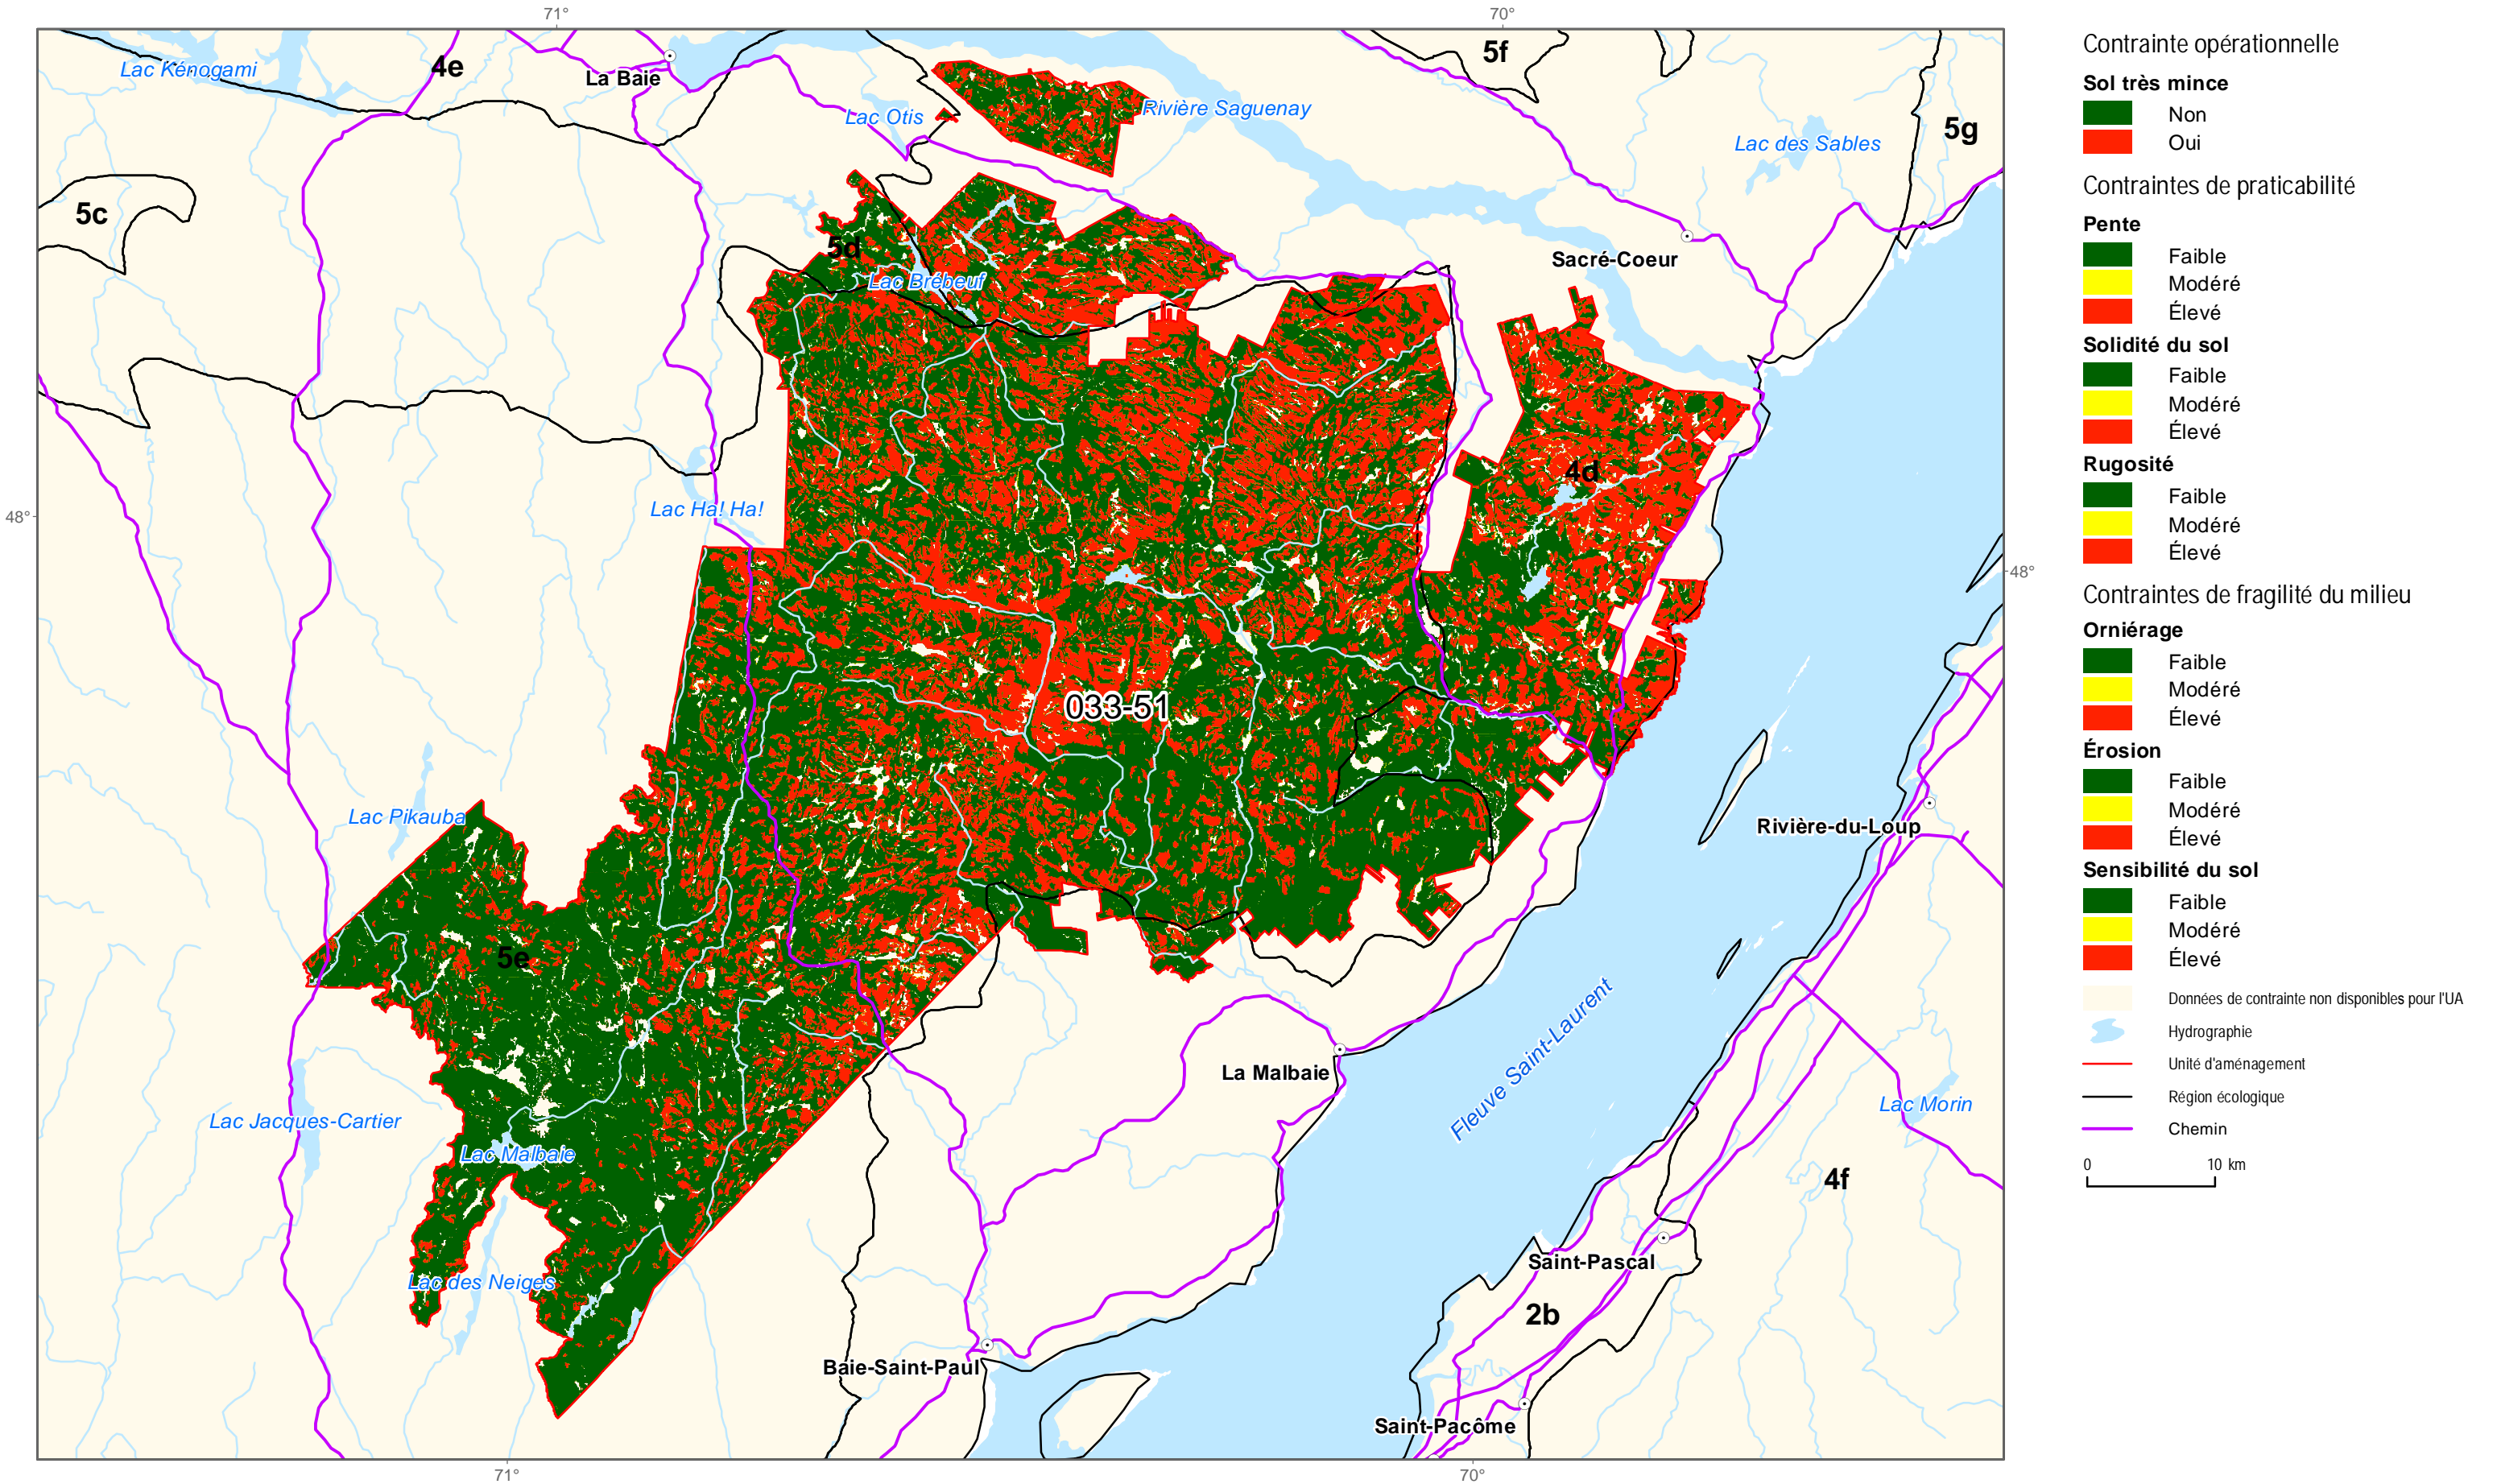 71°
70°
Lac Kénogami
4e
La Baie
5f
Lac Otis
Rivière Saguenay
Lac des Sables
5g
5c
5d
Lac Brébeuf
Sacré-Coeur
4d
48°
Lac Ha! Ha!
48°
033-51
Lac Pikauba
Rivière-du-Loup
5e
La Malbaie
Fleuve Saint-Laurent
Lac Jacques-Cartier
Lac Morin
Lac Malbaie
4f
Lac des Neiges
Saint-Pascal
2b
Baie-Saint-Paul
Saint-Pacôme
71°
70°
Contrainte opérationnelle
Sol très mince
Non
Oui
Contraintes de praticabilité
Pente
Faible
Modéré
Élevé
Solidité du sol
Faible
Modéré
Élevé
Rugosité
Faible
Modéré
Élevé
Contraintes de fragilité du milieu
Orniérage
Faible
Modéré
Élevé
Érosion
Faible
Modéré
Élevé
Sensibilité du sol
Faible
Modéré
Élevé
Données de contrainte non disponibles pour l'UA
Hydrographie
Unité d'aménagement
Région écologique
Chemin
0 10 km